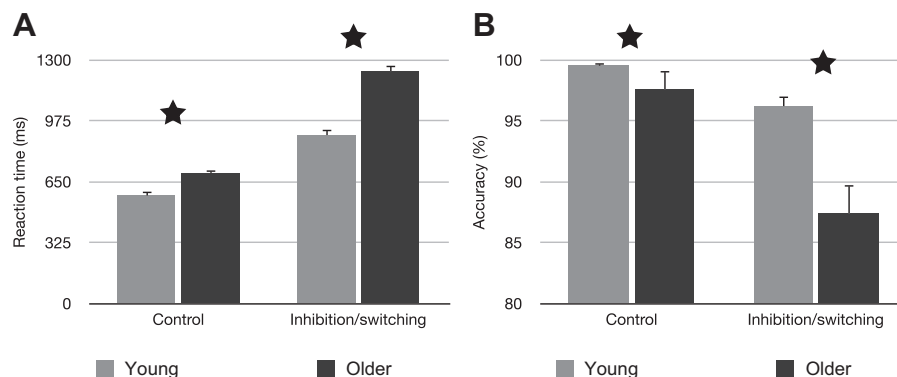 A
Reaction time (ms)
1300
975
650
325
0
Control
Inhibition/switching
Young
Older
B
Accuracy (%)
100
95
90
85
80
Control
Inhibition/switching
Young
Older